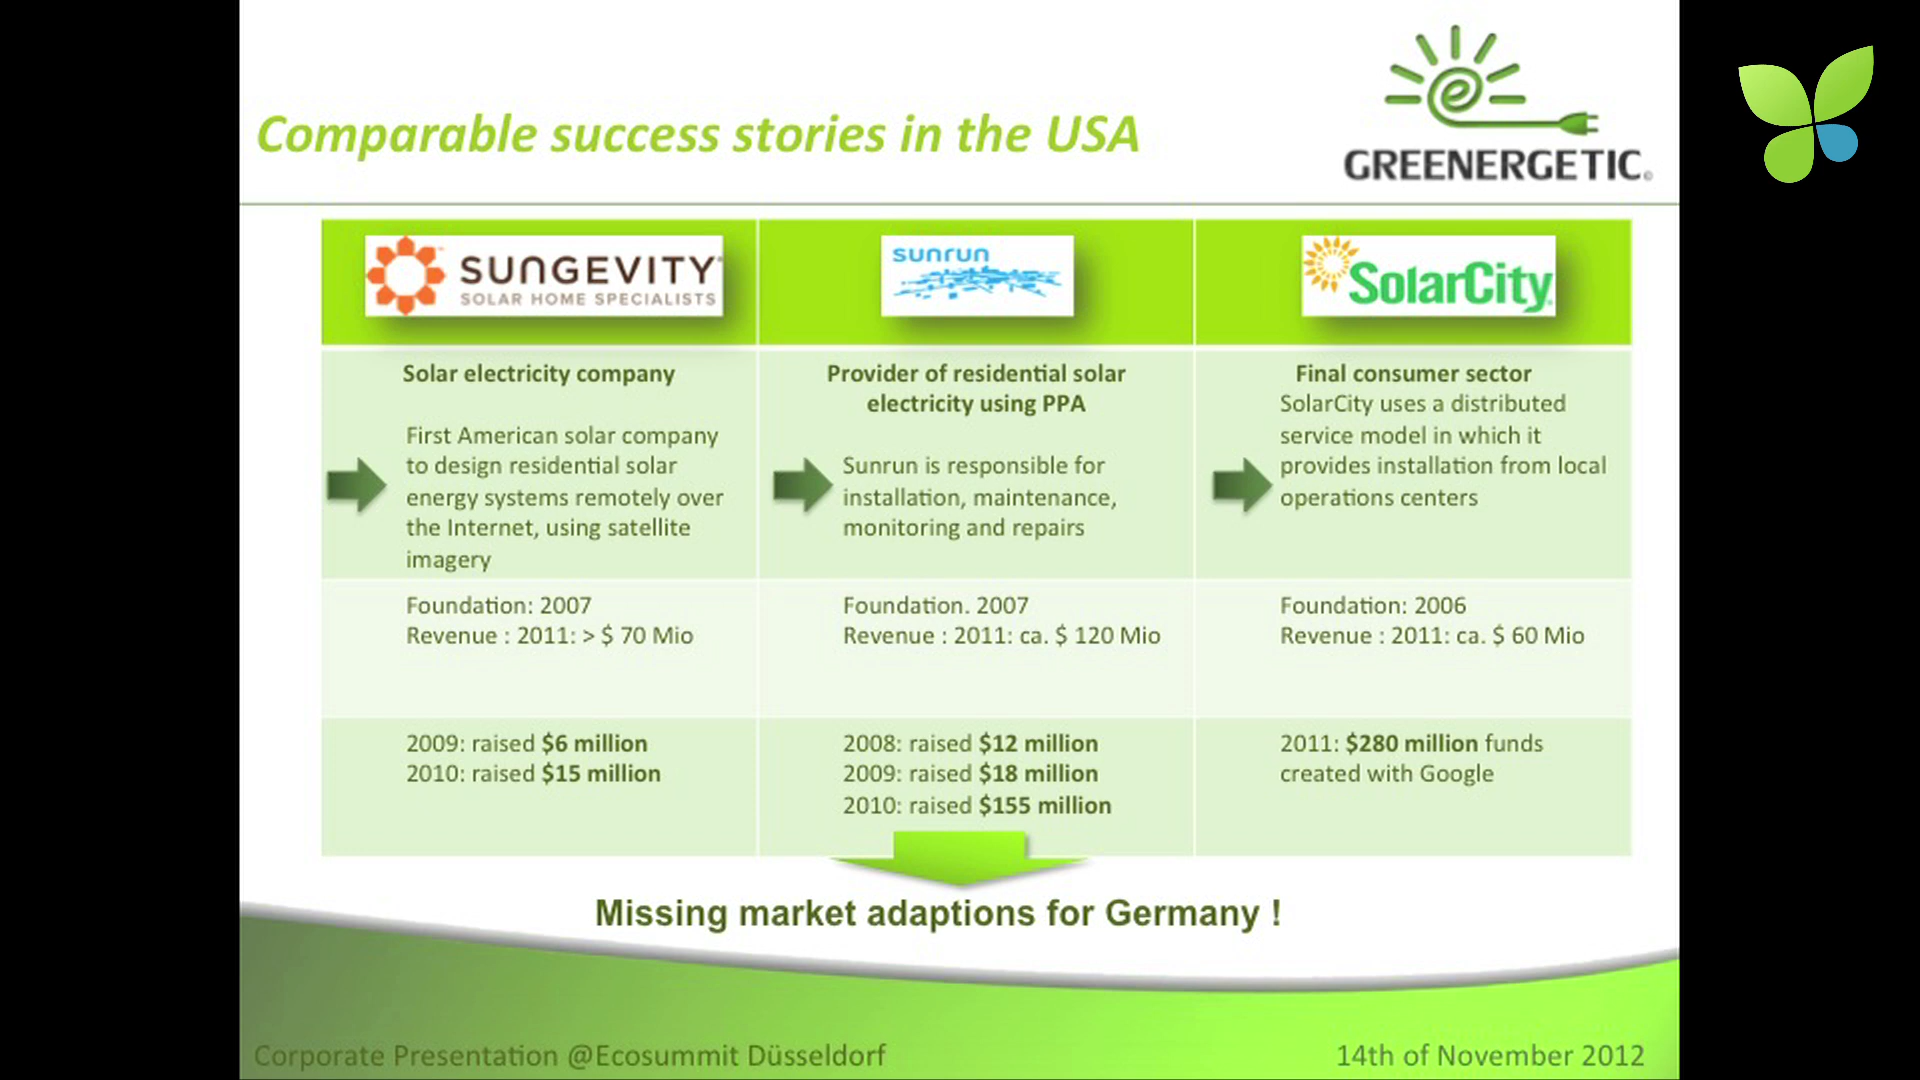 Comparable success stories in the USA
GREENERGETIC
SUNGEVITY
SOLAR HOME SPECIALISTS
sunrun
SolarCity
Solar electricity company
First American solar company
to design residential solar
energy systems remotely over
the Internet, using satellite
imagery
Provider of residential solar
electricity using PPA
Sunrun is responsible for
installation, maintenance,
monitoring and repairs
Final consumer sector
SolarCity uses a distributed
service model in which it
provides installation from local
operations centers
Foundation: 2007
Revenue : 2011: > $ 70 Mio
Foundation. 2007
Revenue : 2011: ca. $ 120 Mio
Foundation: 2006
Revenue : 2011: ca. $ 60 Mio
2009: raised $6 million
2010: raised $15 million
2008: raised $12 million
2009: raised $18 million
2010: raised $155 million
2011: $280 million funds
created with Google
Missing market adaptions for Germany !
Corporate Presentation @Ecosummit Düsseldorf
14th of November 2012